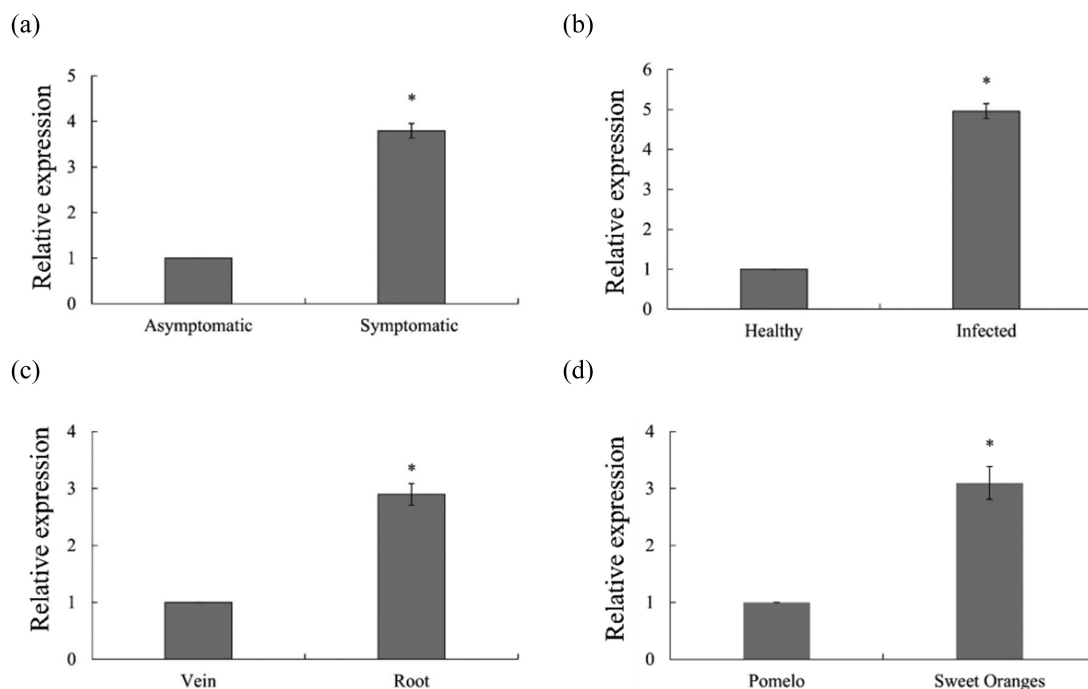 (a)
(b)
5
4
3
2
1
0
Relative expression
*
Asymptomatic
Symptomatic
6
5
4
3
2
1
0
Relative expression
*
Healthy
Infected
(c)
(d)
4
3
2
1
0
Relative expression
*
Vein
Root
4
3
2
1
0
Relative expression
*
Pomelo
Sweet Oranges